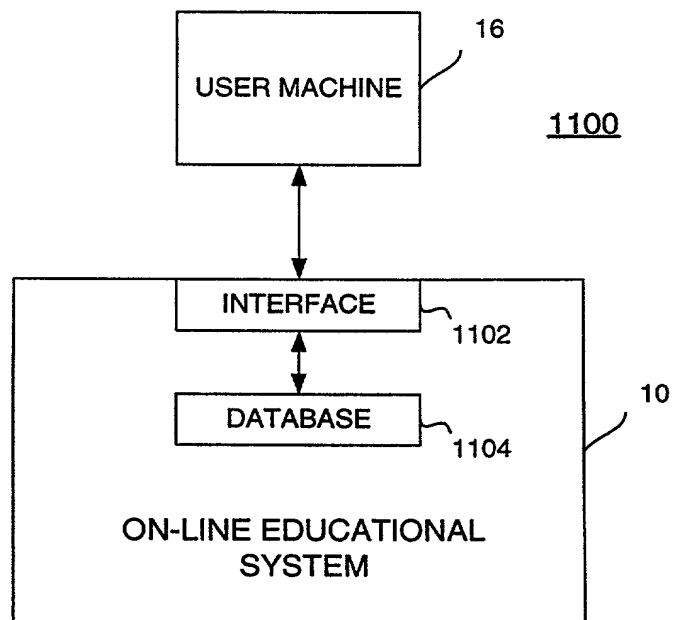 16
USER MACHINE
1100
INTERFACE
1102
DATABASE
10
1104
ON-LINE EDUCATIONAL
SYSTEM